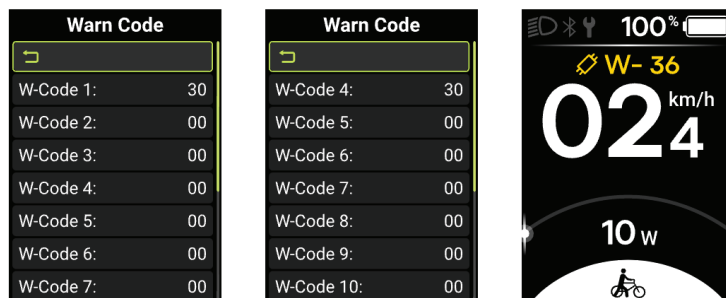 Warn Code
W-Code 1: 30
W-Code 2: 00
W-Code 3: 00
W-Code 4: 00
W-Code 5: 00
W-Code 6: 00
W-Code 7: 00
Warn Code
W-Code 4: 30
W-Code 5: 00
W-Code 6: 00
W-Code 7: 00
W-Code 8: 00
W-Code 9: 00
W-Code 10: 00
100%
W- 36
024 km/h
10 W